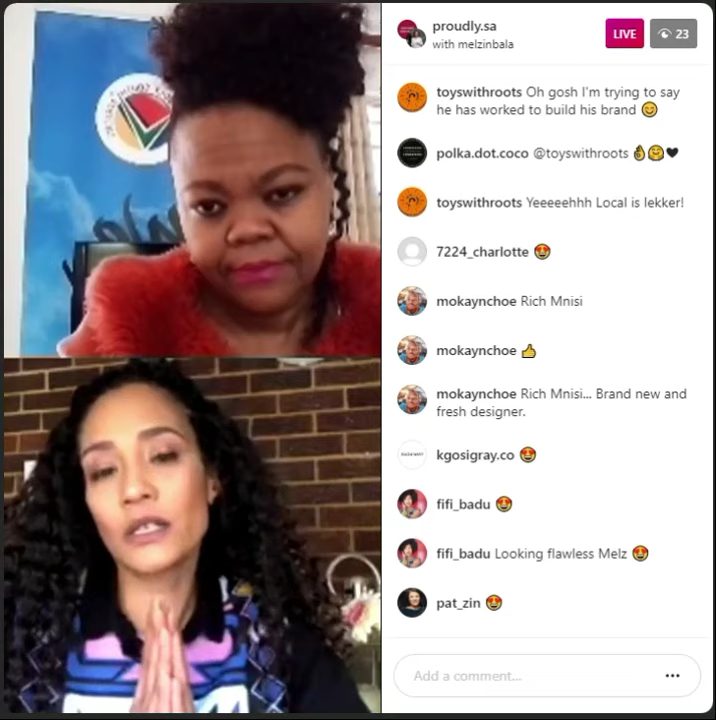 proudly.sa
with melzinbala
LIVE
23
toyswithroots Oh gosh I'm trying to say
he has worked to build his brand 😊
polka.dot.coco @toyswithroots 👌🤗🖤
toyswithroots Yeeeeehhh Local is lekker!
7224_charlotte 😍
mokaynchoe Rich Mnisi
mokaynchoe 👍
mokaynchoe Rich Mnisi... Brand new and
fresh designer.
kgosigray.co 😍
fifi_badu 😍
fifi_badu Looking flawless Melz 😍
pat_zin 😍
Add a comment...